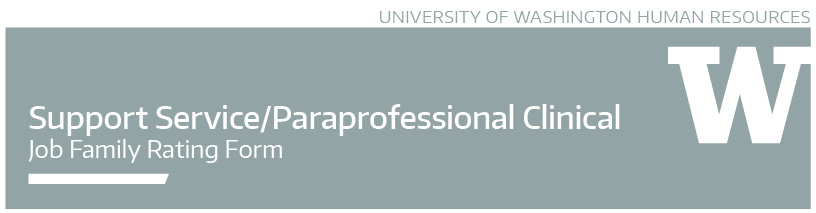 UNIVERSITY OF WASHINGTON HUMAN RESOURCES
W
Support Service/Paraprofessional Clinical
Job Family Rating Form